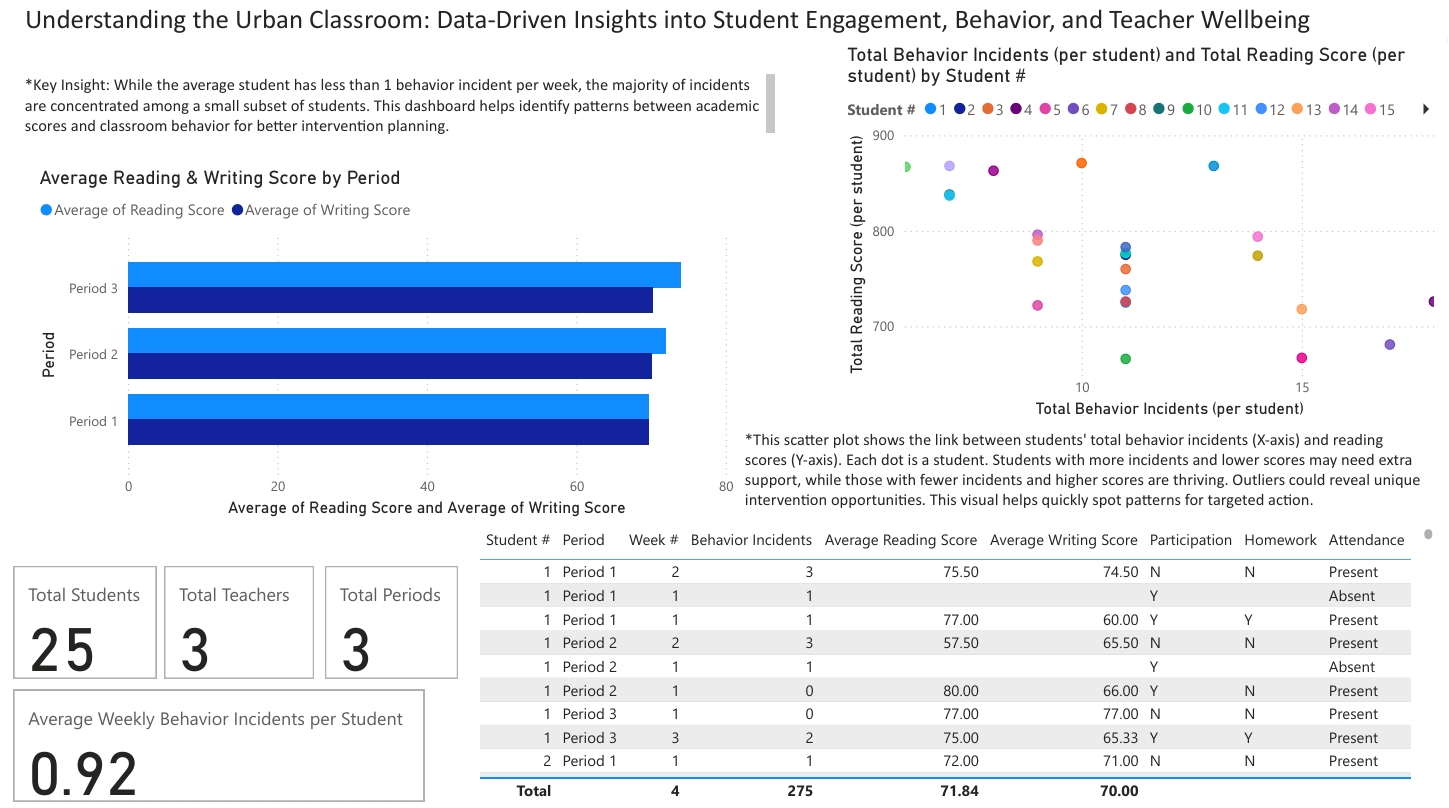 Understanding the Urban Classroom: Data-Driven Insights into Student Engagement, Behavior, and Teacher Wellbeing
*Key Insight: While the average student has less than 1 behavior incident per week, the majority of incidents
are concentrated among a small subset of students. This dashboard helps identify patterns between academic
scores and classroom behavior for better intervention planning.
Average Reading & Writing Score by Period
Average of Reading Score Average of Writing Score
Period
Period 3
Period 2
Period 1
0 20 40 60 80
Average of Reading Score and Average of Writing Score
Total Behavior Incidents (per student) and Total Reading Score (per
student) by Student #
Student # 1 2 3 4 5 6 7 8 9 10 11 12 13 14 15
Total Reading Score (per student)
900
800
700
10 15
Total Behavior Incidents (per student)
*This scatter plot shows the link between students' total behavior incidents (X-axis) and reading
scores (Y-axis). Each dot is a student. Students with more incidents and lower scores may need extra
support, while those with fewer incidents and higher scores are thriving. Outliers could reveal unique
intervention opportunities. This visual helps quickly spot patterns for targeted action.
Total Students
25
Total Teachers
3
Total Periods
3
Average Weekly Behavior Incidents per Student
0.92
Student # Period Week # Behavior Incidents Average Reading Score Average Writing Score Participation Homework Attendance
1 Period 1 2 3 75.50 74.50 N N Present
1 Period 1 1 1 Y Absent
1 Period 1 1 1 77.00 60.00 Y Y Present
1 Period 2 2 3 57.50 65.50 N N Present
1 Period 2 1 1 Y Absent
1 Period 2 1 0 80.00 66.00 Y N Present
1 Period 3 1 0 77.00 77.00 N N Present
1 Period 3 3 2 75.00 65.33 Y Y Present
2 Period 1 1 1 72.00 71.00 N N Present
Total 4 275 71.84 70.00